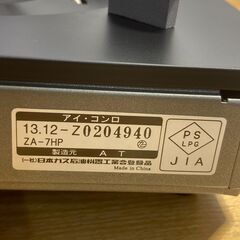 アイ・コンロ
13.12-Z0204940
ZA-7HP
製造元 A T
(一社)日本ガス石油機器工業会登録品
Made in China
PS
LPG
JIA